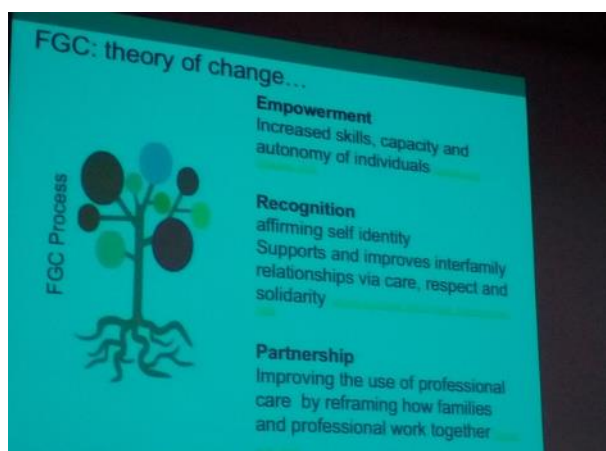 FGC: theory of change...
FGC Process
Empowerment
Increased skills, capacity and
autonomy of individuals
Recognition
affirming self identity
Supports and improves interfamily
relationships via care, respect and
solidarity
Partnership
Improving the use of professional
care by reframing how families
and professional work together